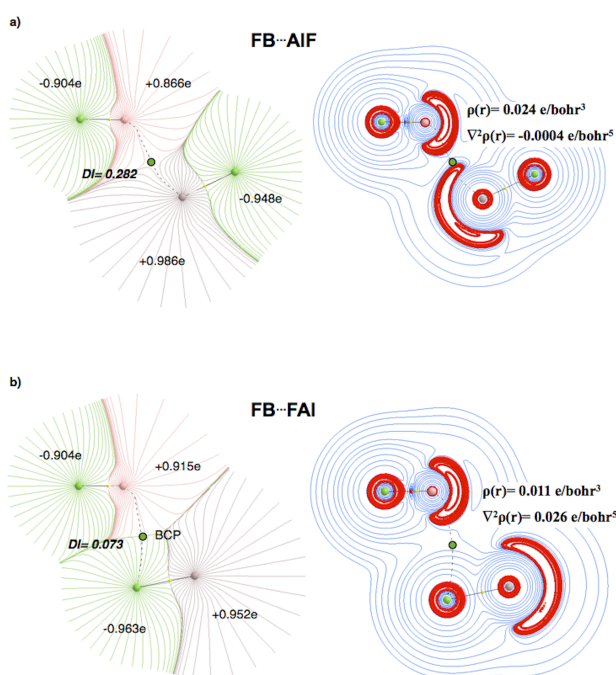 a)
FB···AlF
-0.904e
+0.866e
ρ(r)= 0.024 e/bohr³
∇²ρ(r)= -0.0004 e/bohr⁵
DI= 0.282
-0.948e
+0.986e
b)
FB···FAl
-0.904e
+0.915e
ρ(r)= 0.011 e/bohr³
∇²ρ(r)= 0.026 e/bohr⁵
BCP
DI= 0.073
-0.963e
+0.952e